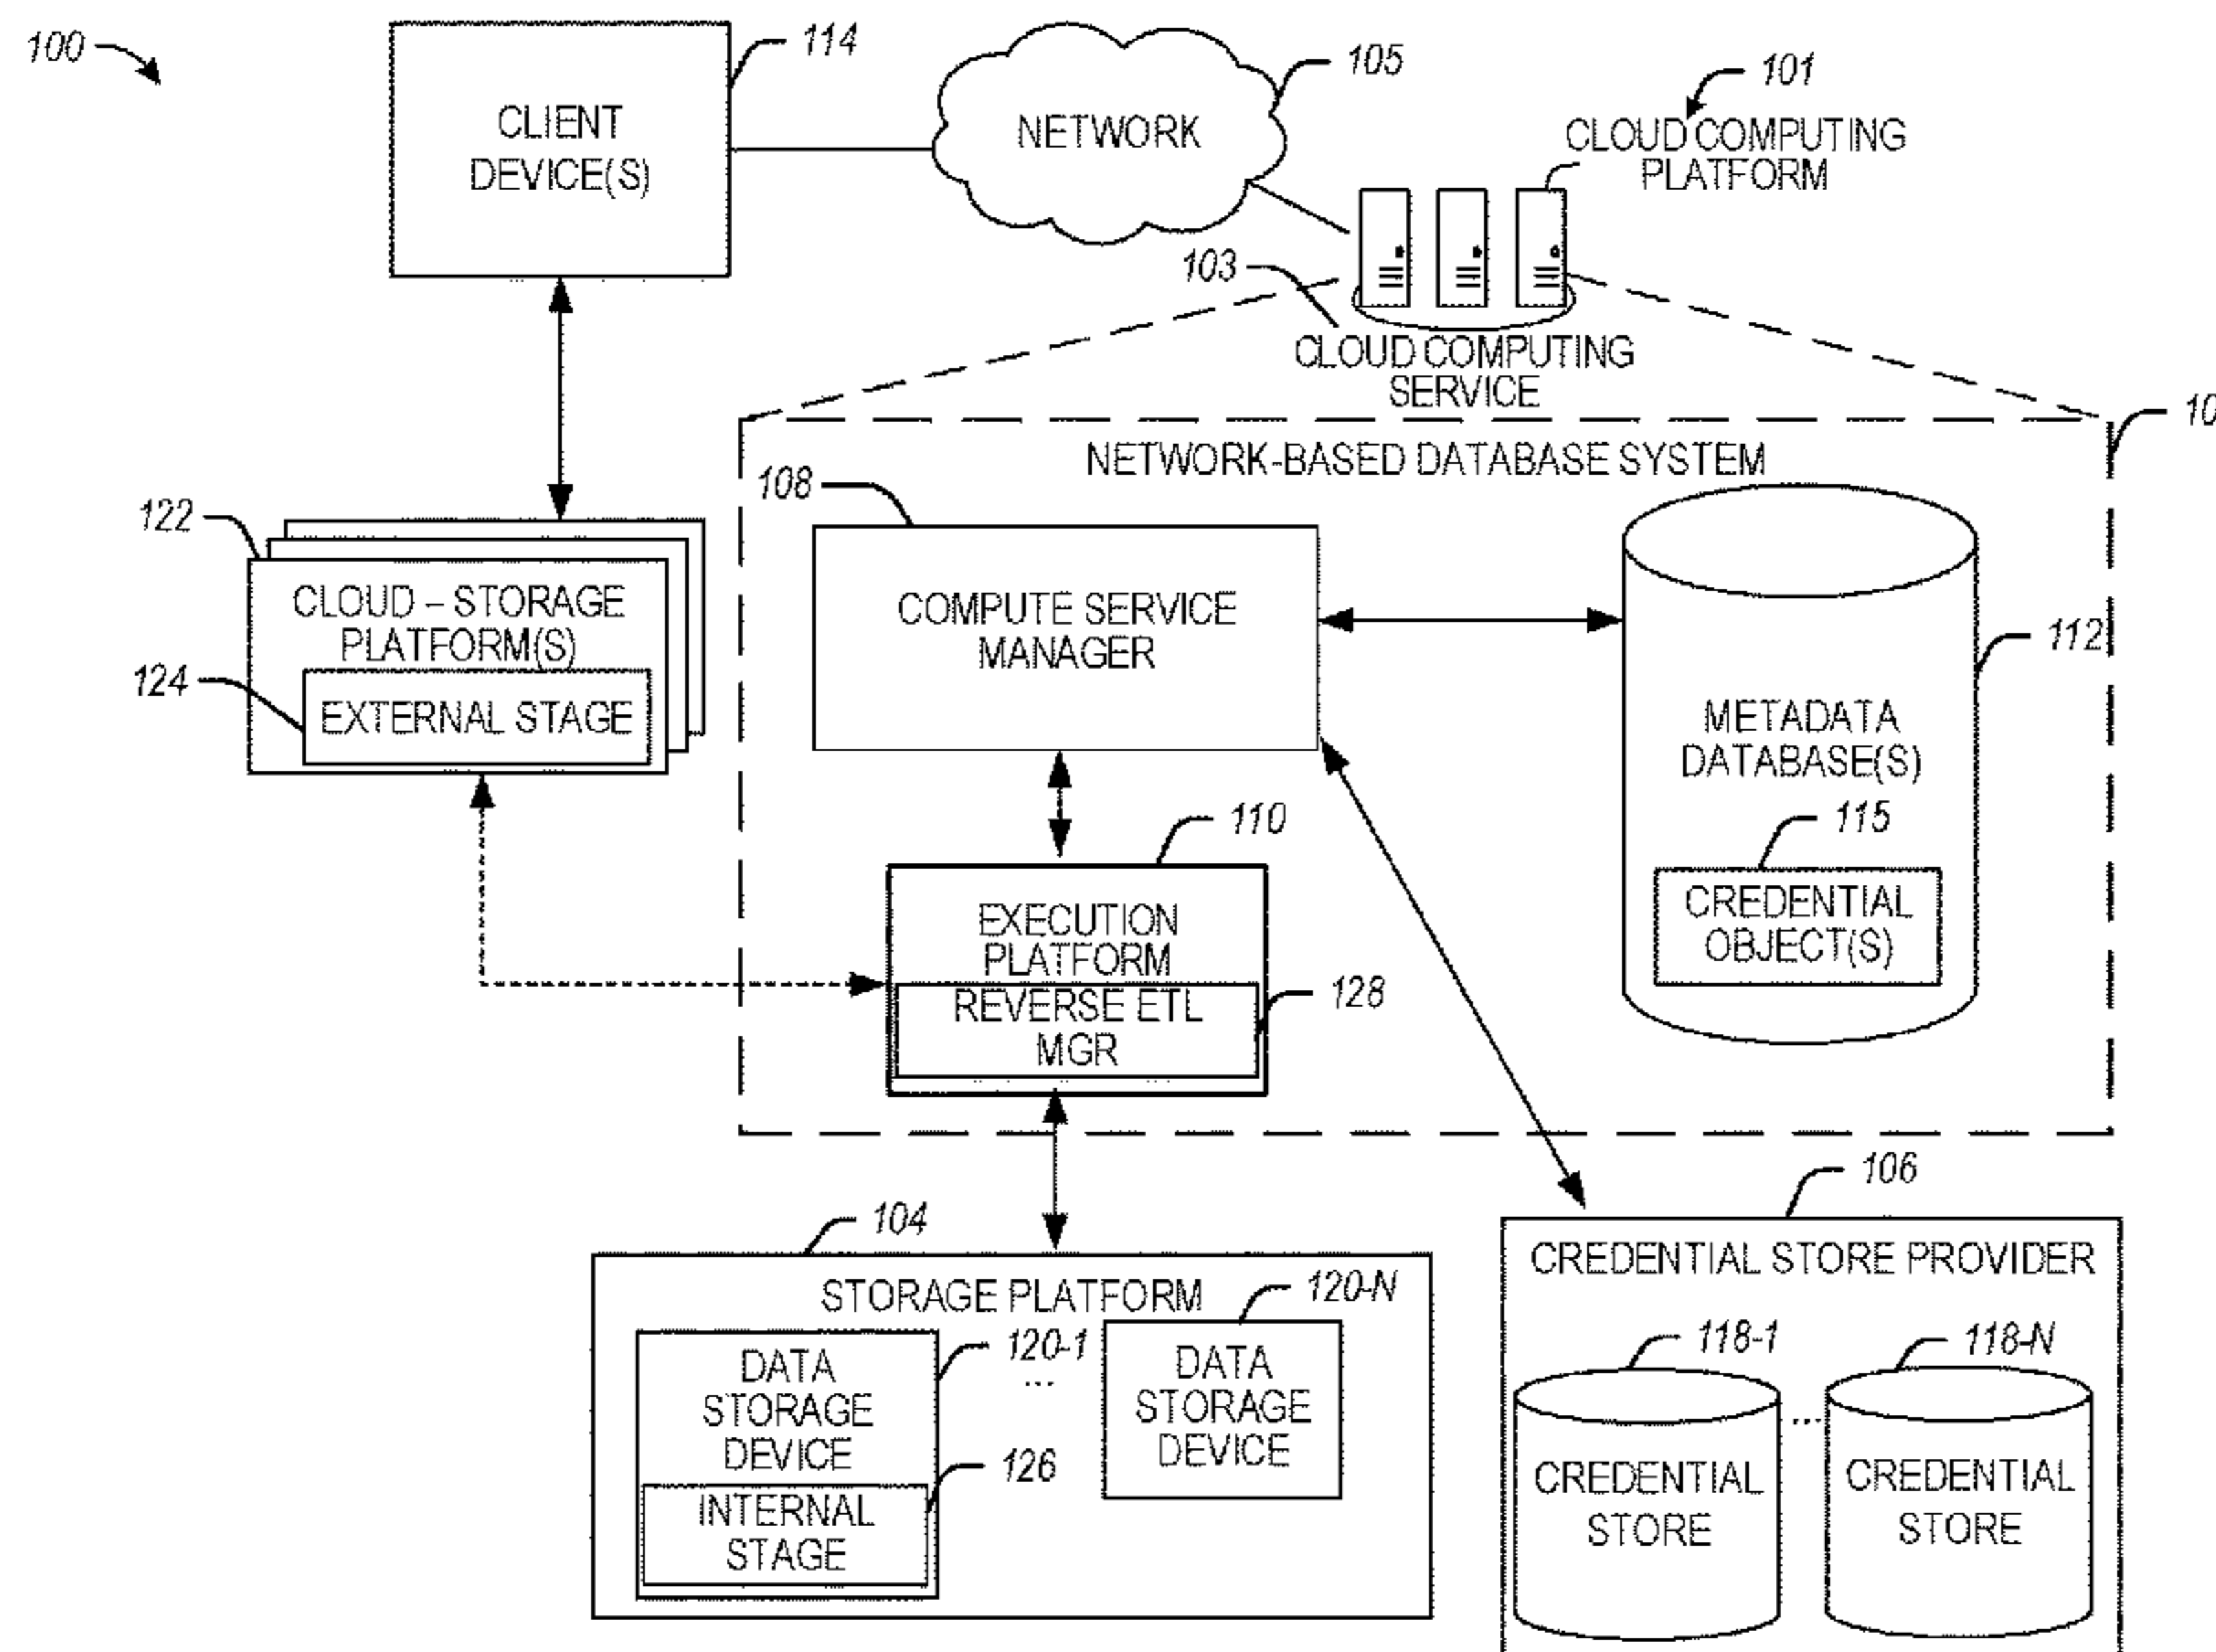 100
114
CLIENT
DEVICE(S)
105
NETWORK
101
CLOUD COMPUTING
PLATFORM
103
CLOUD COMPUTING
SERVICE
10
NETWORK-BASED DATABASE SYSTEM
108
COMPUTE SERVICE
MANAGER
122
CLOUD – STORAGE
PLATFORM(S)
124
EXTERNAL STAGE
112
METADATA
DATABASE(S)
115
CREDENTIAL
OBJECT(S)
110
EXECUTION
PLATFORM
128
REVERSE ETL
MGR
104
STORAGE PLATFORM
120-1
DATA
STORAGE
DEVICE
126
INTERNAL
STAGE
...
120-N
DATA
STORAGE
DEVICE
106
CREDENTIAL STORE PROVIDER
118-1
CREDENTIAL
STORE
...
118-N
CREDENTIAL
STORE